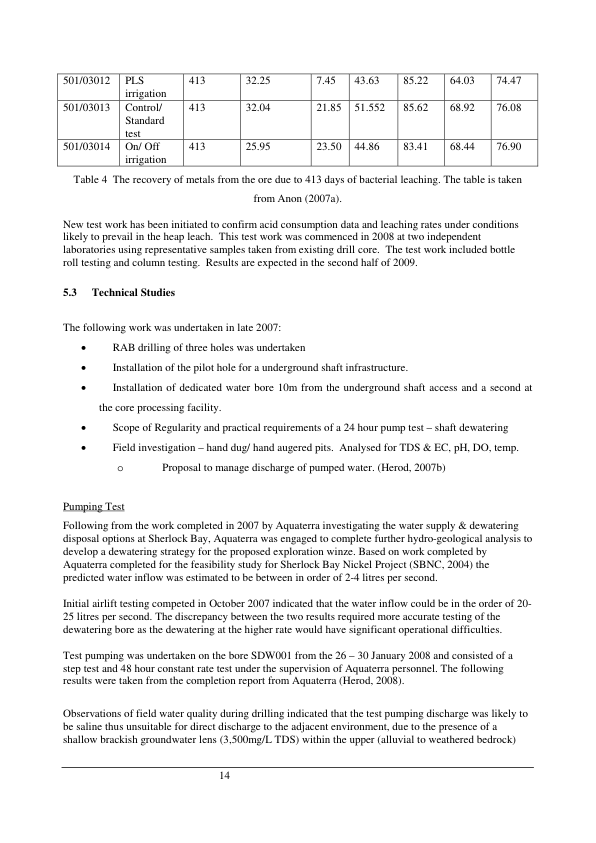 501/03012 PLS irrigation 413 32.25 7.45 43.63 85.22 64.03 74.47
501/03013 Control/ Standard test 413 32.04 21.85 51.552 85.62 68.92 76.08
501/03014 On/ Off irrigation 413 25.95 23.50 44.86 83.41 68.44 76.90
Table 4 The recovery of metals from the ore due to 413 days of bacterial leaching. The table is taken
from Anon (2007a).
New test work has been initiated to confirm acid consumption data and leaching rates under conditions
likely to prevail in the heap leach. This test work was commenced in 2008 at two independent
laboratories using representative samples taken from existing drill core. The test work included bottle
roll testing and column testing. Results are expected in the second half of 2009.
5.3 Technical Studies
The following work was undertaken in late 2007:
• RAB drilling of three holes was undertaken
• Installation of the pilot hole for a underground shaft infrastructure.
• Installation of dedicated water bore 10m from the underground shaft access and a second at
the core processing facility.
• Scope of Regularity and practical requirements of a 24 hour pump test – shaft dewatering
• Field investigation – hand dug/ hand augered pits. Analysed for TDS & EC, pH, DO, temp.
o Proposal to manage discharge of pumped water. (Herod, 2007b)
Pumping Test
Following from the work completed in 2007 by Aquaterra investigating the water supply & dewatering
disposal options at Sherlock Bay, Aquaterra was engaged to complete further hydro-geological analysis to
develop a dewatering strategy for the proposed exploration winze. Based on work completed by
Aquaterra completed for the feasibility study for Sherlock Bay Nickel Project (SBNC, 2004) the
predicted water inflow was estimated to be between in order of 2-4 litres per second.
Initial airlift testing competed in October 2007 indicated that the water inflow could be in the order of 20-
25 litres per second. The discrepancy between the two results required more accurate testing of the
dewatering bore as the dewatering at the higher rate would have significant operational difficulties.
Test pumping was undertaken on the bore SDW001 from the 26 – 30 January 2008 and consisted of a
step test and 48 hour constant rate test under the supervision of Aquaterra personnel. The following
results were taken from the completion report from Aquaterra (Herod, 2008).
Observations of field water quality during drilling indicated that the test pumping discharge was likely to
be saline thus unsuitable for direct discharge to the adjacent environment, due to the presence of a
shallow brackish groundwater lens (3,500mg/L TDS) within the upper (alluvial to weathered bedrock)
14